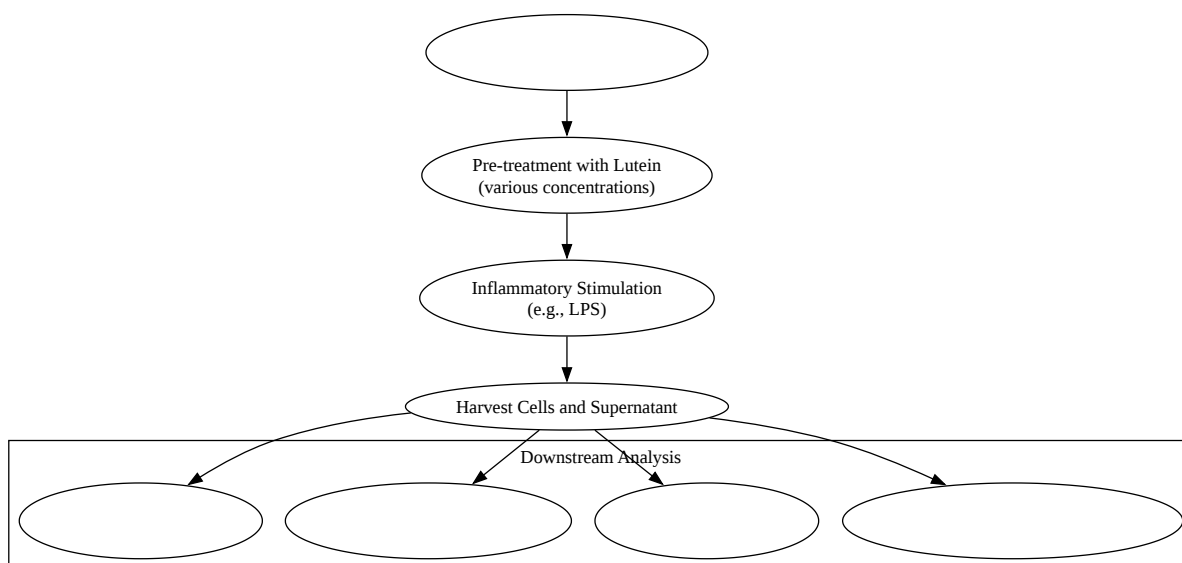 Pre-treatment with Lutein
(various concentrations)
Inflammatory Stimulation
(e.g., LPS)
Harvest Cells and Supernatant
Downstream Analysis